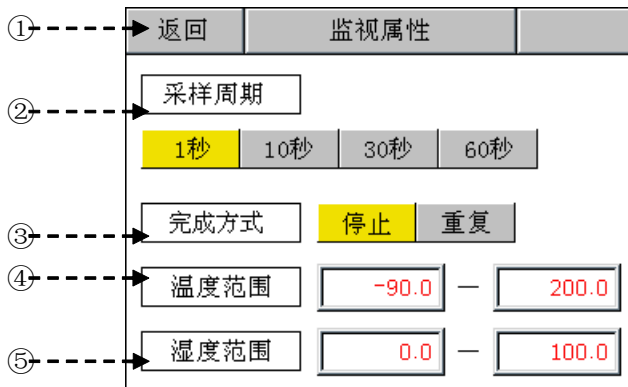 ① 返回 监视属性
② 采样周期
1秒 10秒 30秒 60秒
③ 完成方式 停止 重复
④ 温度范围 -90.0 — 200.0
⑤ 湿度范围 0.0 — 100.0